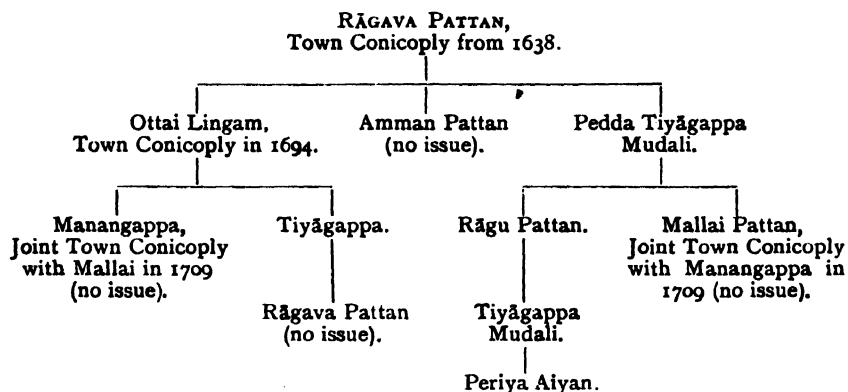 RĀGAVA PATTAN,
Town Conicoply from 1638.
Ottai Lingam,
Town Conicoply in 1694.
Amman Pattan
(no issue).
Pedda Tiyāgappa
Mudali.
Manangappa,
Joint Town Conicoply
with Mallai in 1709
(no issue).
Tiyāgappa.
Rāgu Pattan.
Mallai Pattan,
Joint Town Conicoply
with Manangappa in
1709 (no issue).
Rāgava Pattan
(no issue).
Tiyāgappa
Mudali.
Periya Aiyan.